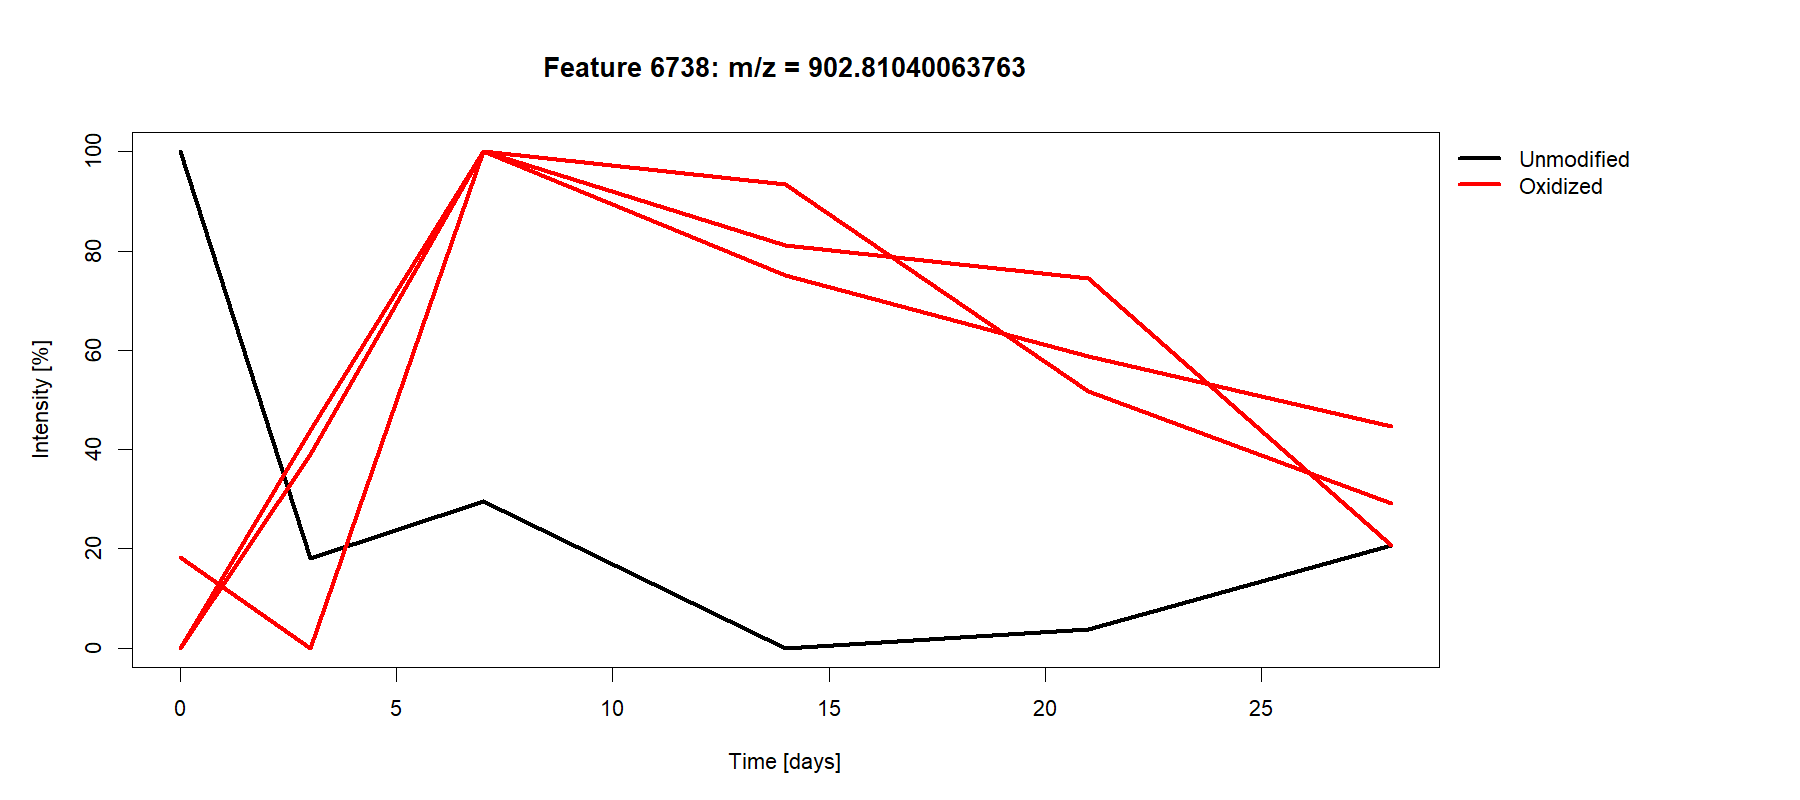 Feature 6738: m/z = 902.81040063763
Unmodified
Oxidized
Intensity [%]
100
80
60
40
20
0
0 5 10 15 20 25
Time [days]